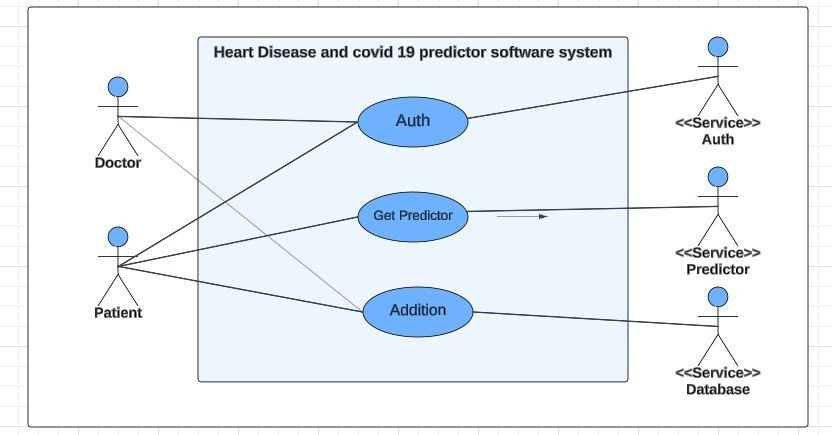 Heart Disease and covid 19 predictor software system
Doctor
Patient
Auth
Get Predictor
Addition
<<Service>>
Auth
<<Service>>
Predictor
<<Service>>
Database